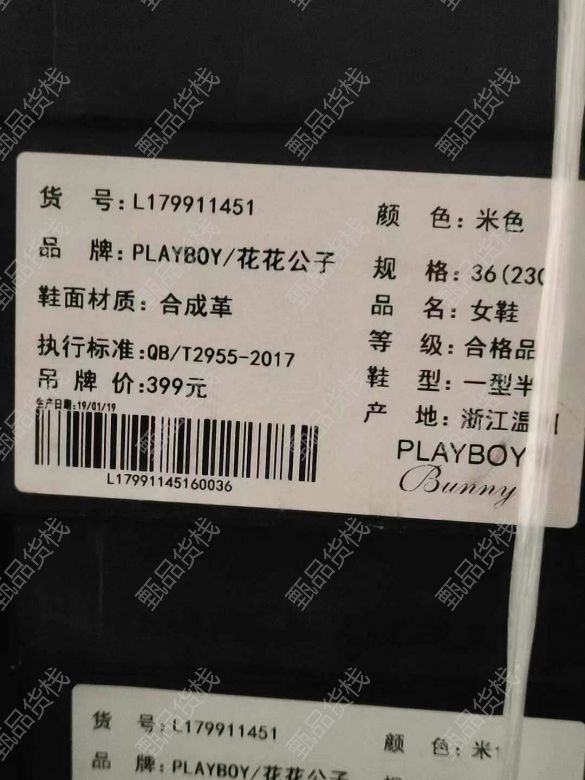 货 号:L179911451
品 牌:PLAYBOY/花花公子
鞋面材质:合成革
执行标准:QB/T2955-2017
吊 牌 价:399元
生产日期:19/01/19
L17991145160036
颜 色:米色
规 格:36(230
品 名:女鞋
等 级:合格品
鞋 型:一型半
产 地:浙江温
PLAYBOY
Bunny
货 号:L179911451
品 牌:PLAYBOY/花花公子
颜 色:米
甄品货栈